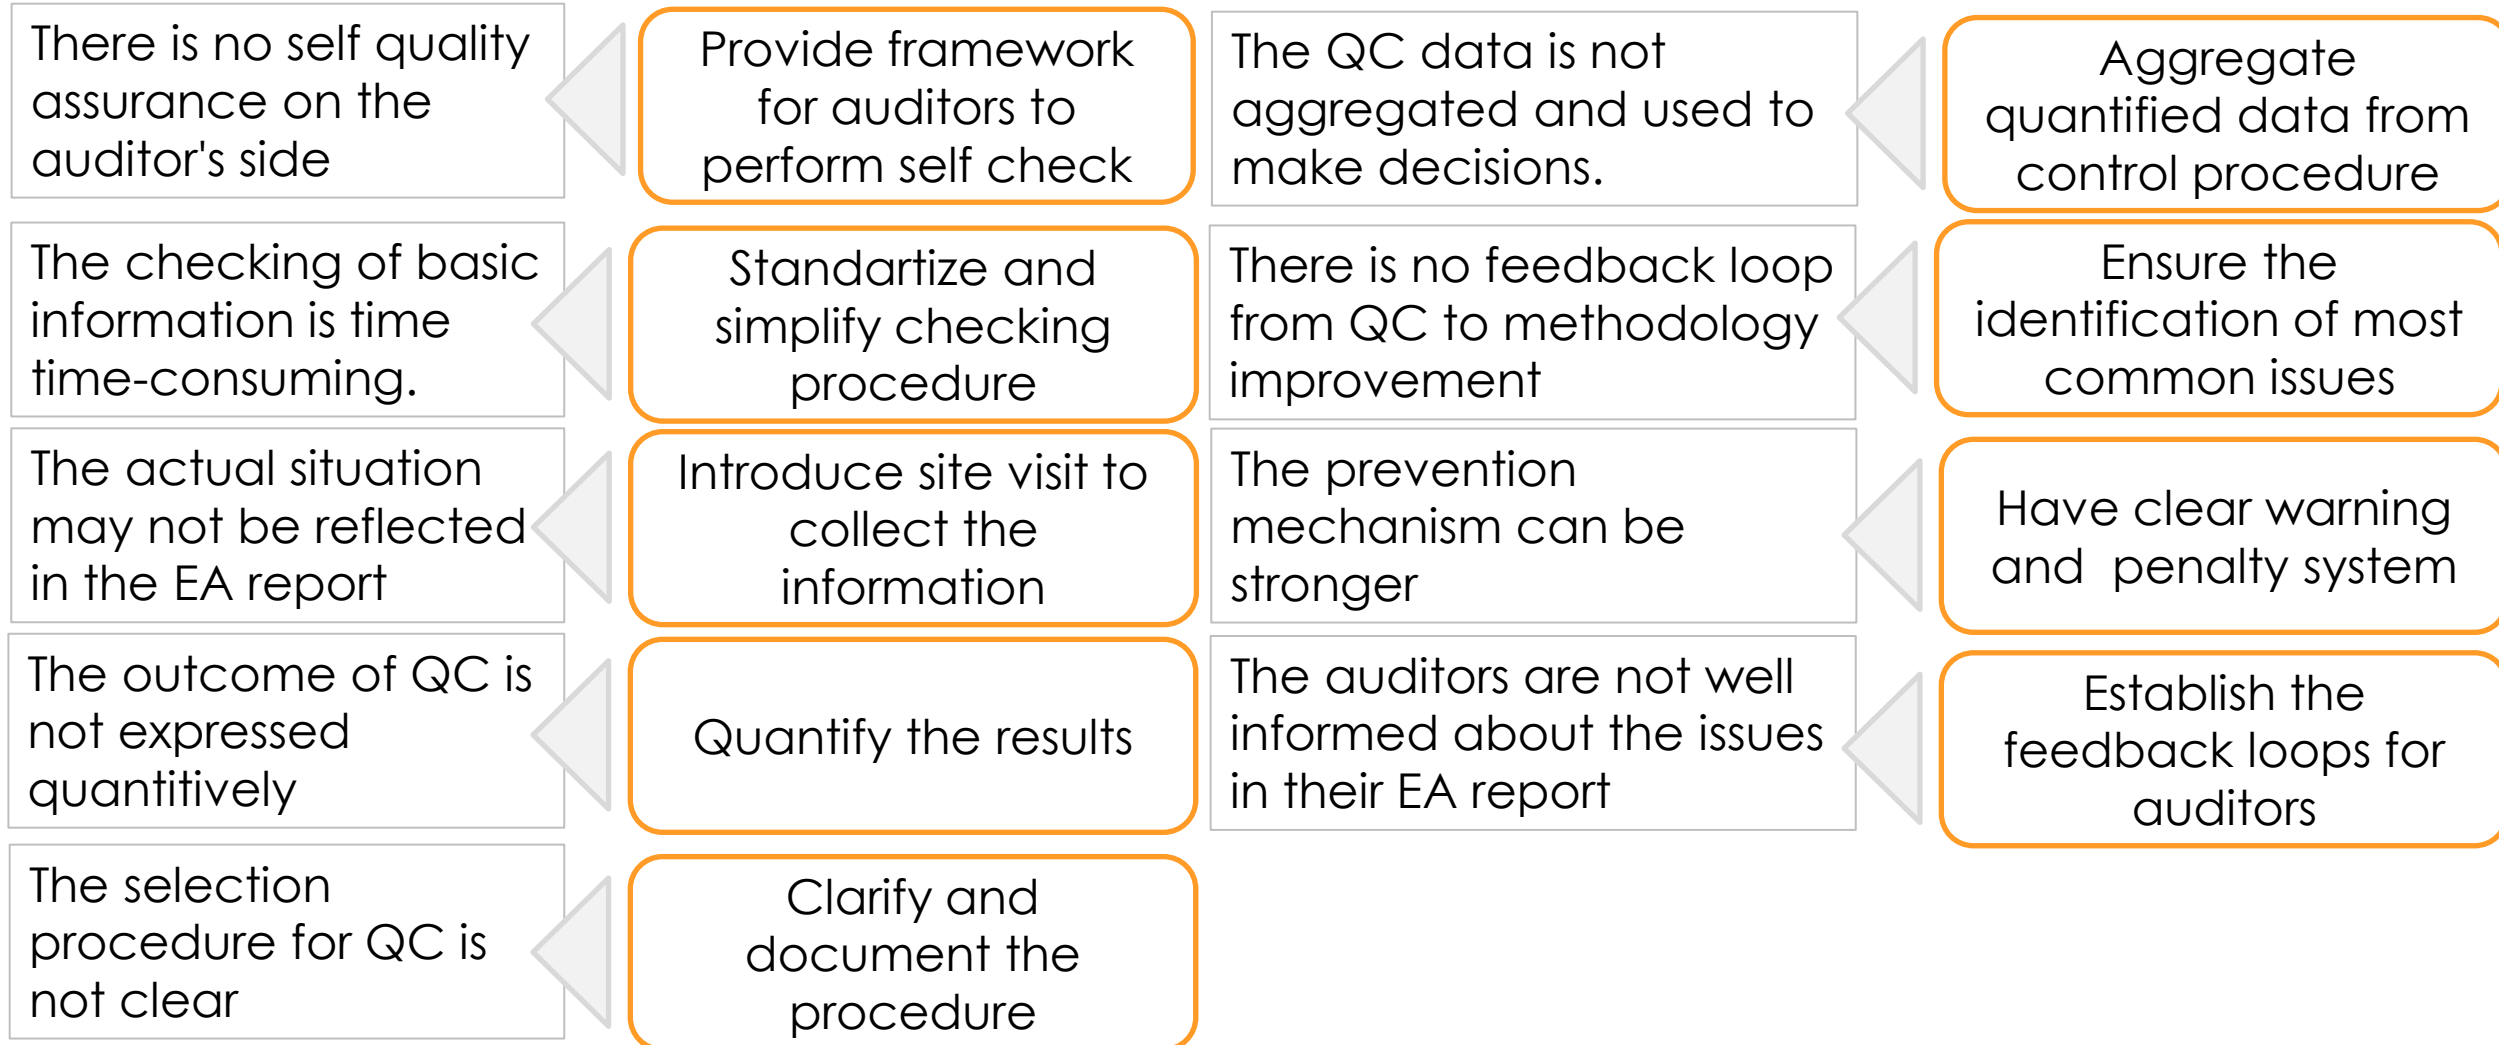 There is no self quality
assurance on the
auditor's side
Provide framework
for auditors to
perform self check
The checking of basic
information is time
time-consuming.
Standartize and
simplify checking
procedure
The actual situation
may not be reflected
in the EA report
Introduce site visit to
collect the
information
The outcome of QC is
not expressed
quantitively
Quantify the results
The selection
procedure for QC is
not clear
Clarify and
document the
procedure
The QC data is not
aggregated and used to
make decisions.
Aggregate
quantified data from
control procedure
There is no feedback loop
from QC to methodology
improvement
Ensure the
identification of most
common issues
The prevention
mechanism can be
stronger
Have clear warning
and  penalty system
The auditors are not well
informed about the issues
in their EA report
Establish the
feedback loops for
auditors